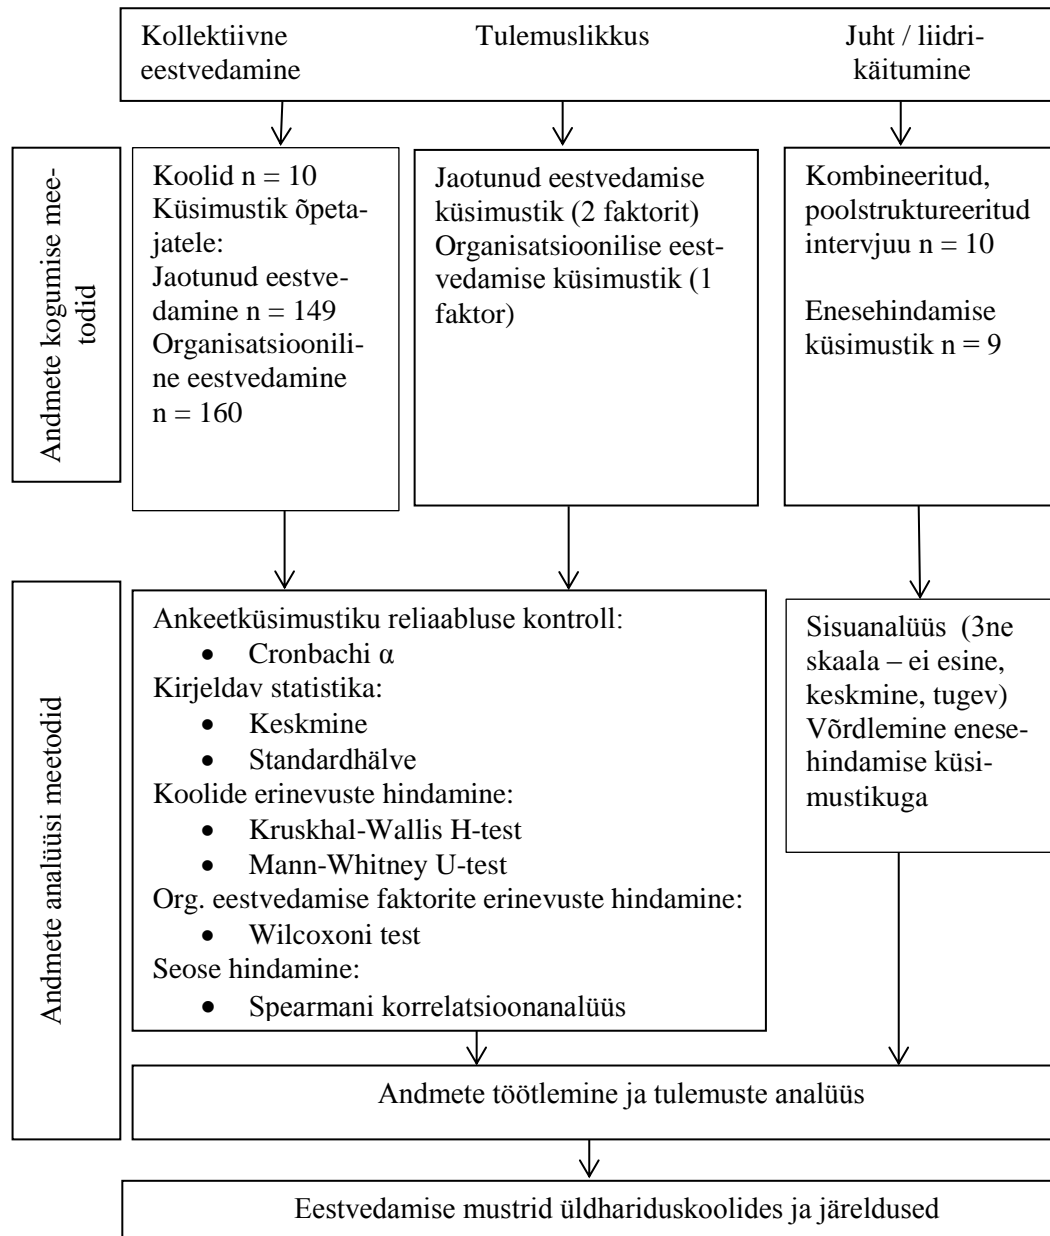 Kollektiivne
eestvedamine
Tulemuslikkus
Juht / liidri-
käitumine
Andmete kogumise mee-
todid
Koolid n = 10
Küsimustik õpeta-
jatele:
Jaotunud eestve-
damine n = 149
Organisatsioonili-
ne eestvedamine
n = 160
Jaotunud eestvedamise
küsimustik (2 faktorit)
Organisatsioonilise eest-
vedamise küsimustik (1
faktor)
Kombineeritud,
poolstruktureeritud
intervjuu n = 10
Enesehindamise
küsimustik n = 9
Andmete analüüsi meetodid
Ankeetküsimustiku reliaabluse kontroll:
• Cronbachi α
Kirjeldav statistika:
• Keskmine
• Standardhälve
Koolide erinevuste hindamine:
• Kruskhal-Wallis H-test
• Mann-Whitney U-test
Org. eestvedamise faktorite erinevuste hindamine:
• Wilcoxoni test
Seose hindamine:
• Spearmani korrelatsioonanalüüs
Sisuanalüüs (3ne
skaala – ei esine,
keskmine, tugev)
Võrdlemine enese-
hindamise küsi-
mustikuga
Andmete töötlemine ja tulemuste analüüs
Eestvedamise mustrid üldhariduskoolides ja järeldused